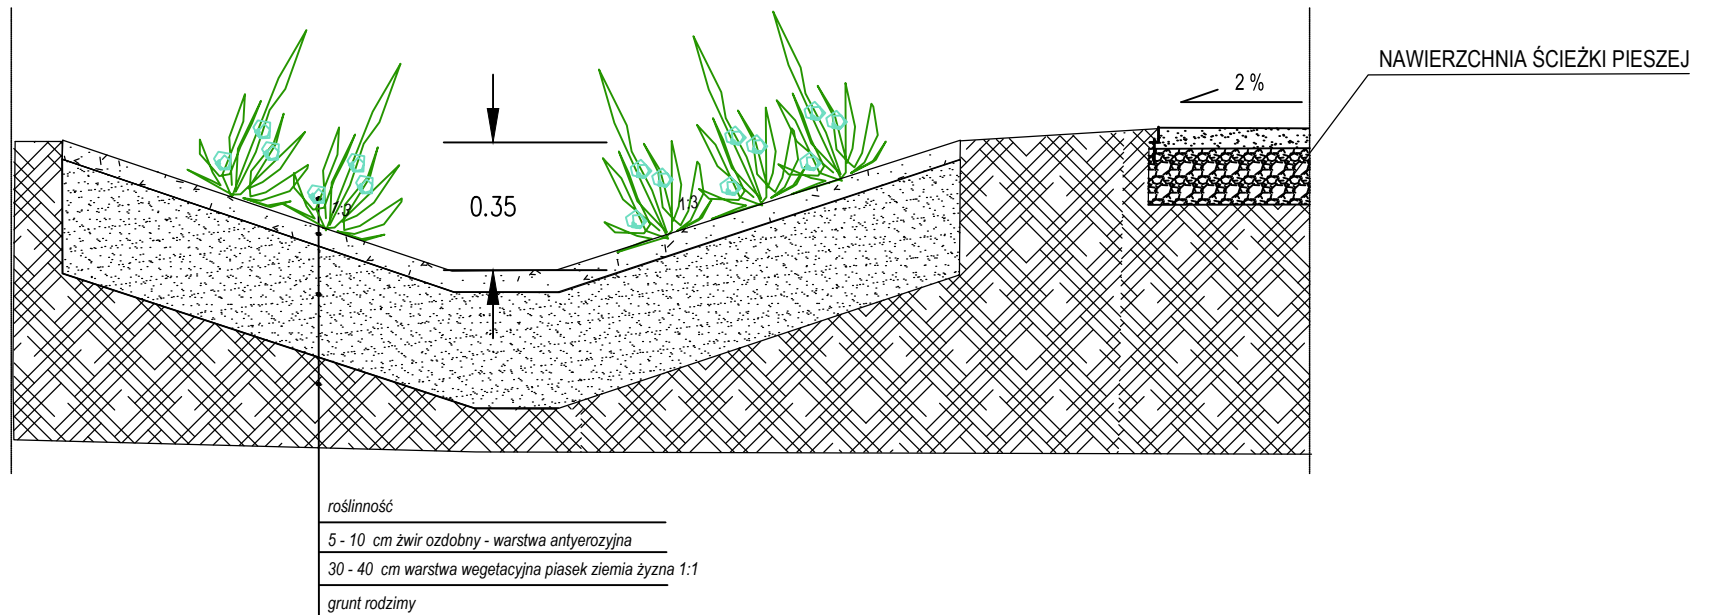 NAWIERZCHNIA ŚCIEŻKI PIESZEJ
2 %
0.35
1:3
1:3
roślinność
5 - 10 cm żwir ozdobny - warstwa antyerozyjna
30 - 40 cm warstwa wegetacyjna piasek ziemia żyzna 1:1
grunt rodzimy